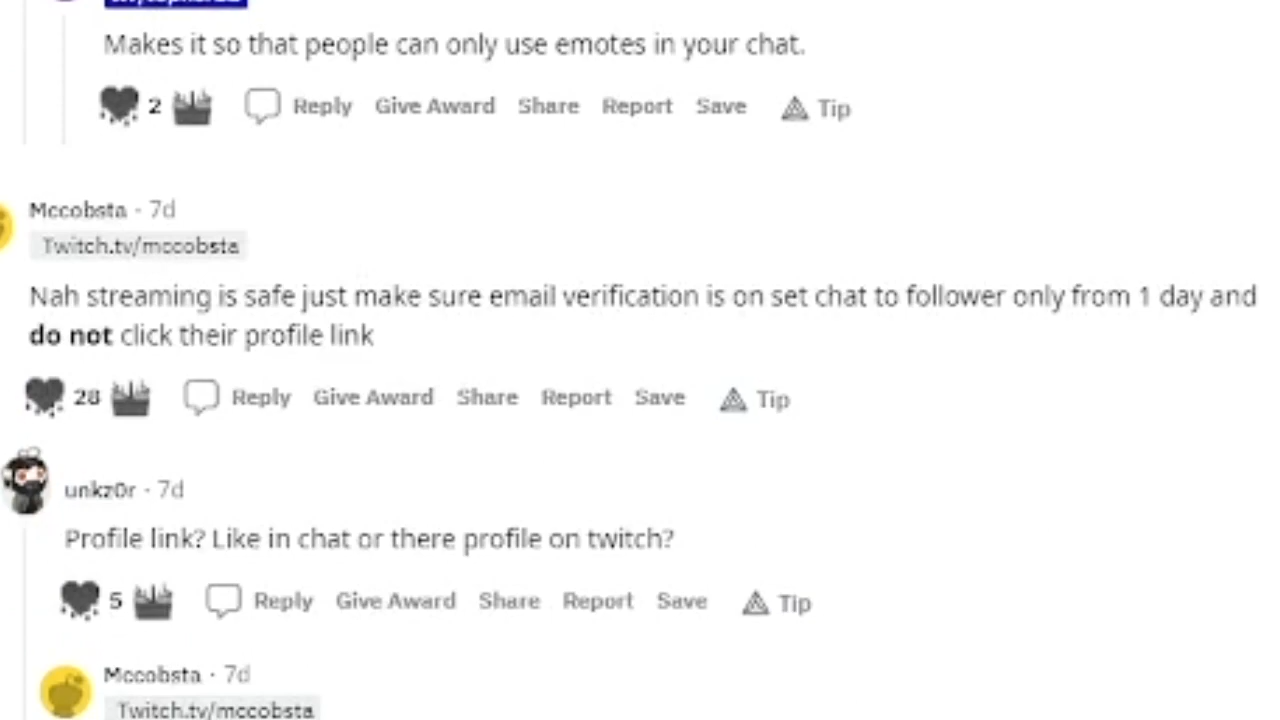 Makes it so that people can only use emotes in your chat.
2 Reply Give Award Share Report Save Tip
Mccobsta · 7d
Twitch.tv/mccobsta
Nah streaming is safe just make sure email verification is on set chat to follower only from 1 day and
do not click their profile link
28 Reply Give Award Share Report Save Tip
unkz0r · 7d
Profile link? Like in chat or there profile on twitch?
5 Reply Give Award Share Report Save Tip
Mccobsta · 7d
Twitch.tv/mccobsta